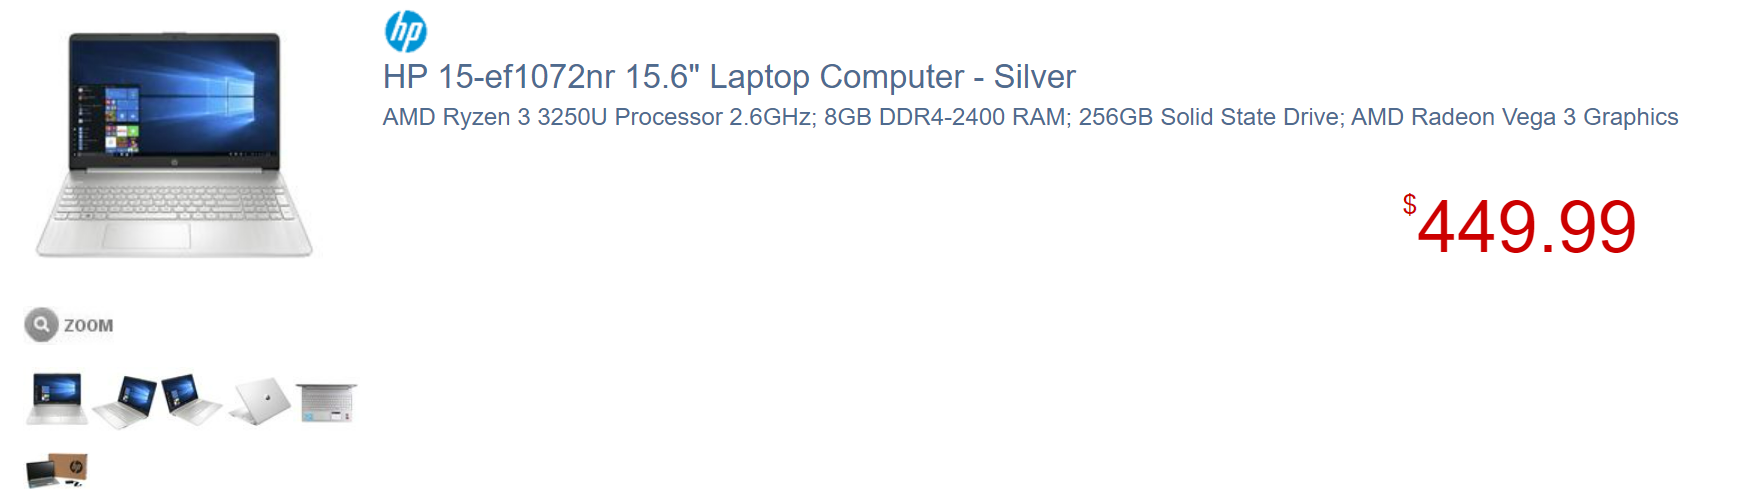 hp
HP 15-ef1072nr 15.6" Laptop Computer - Silver
AMD Ryzen 3 3250U Processor 2.6GHz; 8GB DDR4-2400 RAM; 256GB Solid State Drive; AMD Radeon Vega 3 Graphics
$449.99
ZOOM